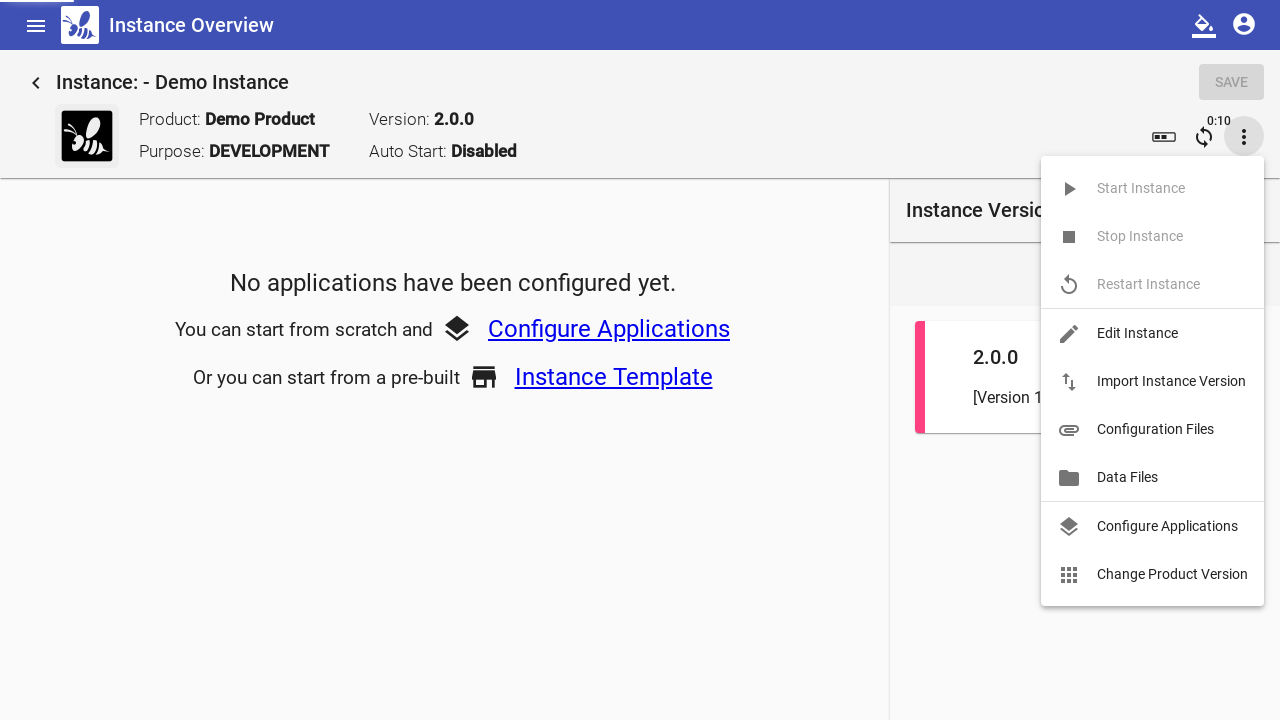 Instance Overview
Instance: - Demo Instance
SAVE
Product: Demo Product
Version: 2.0.0
Purpose: DEVELOPMENT
Auto Start: Disabled
0:10
No applications have been configured yet.
You can start from scratch and Configure Applications
Or you can start from a pre-built Instance Template
Instance
2.0.0
[Version 1
Start Instance
Stop Instance
Restart Instance
Edit Instance
Import Instance Version
Configuration Files
Data Files
Configure Applications
Change Product Version